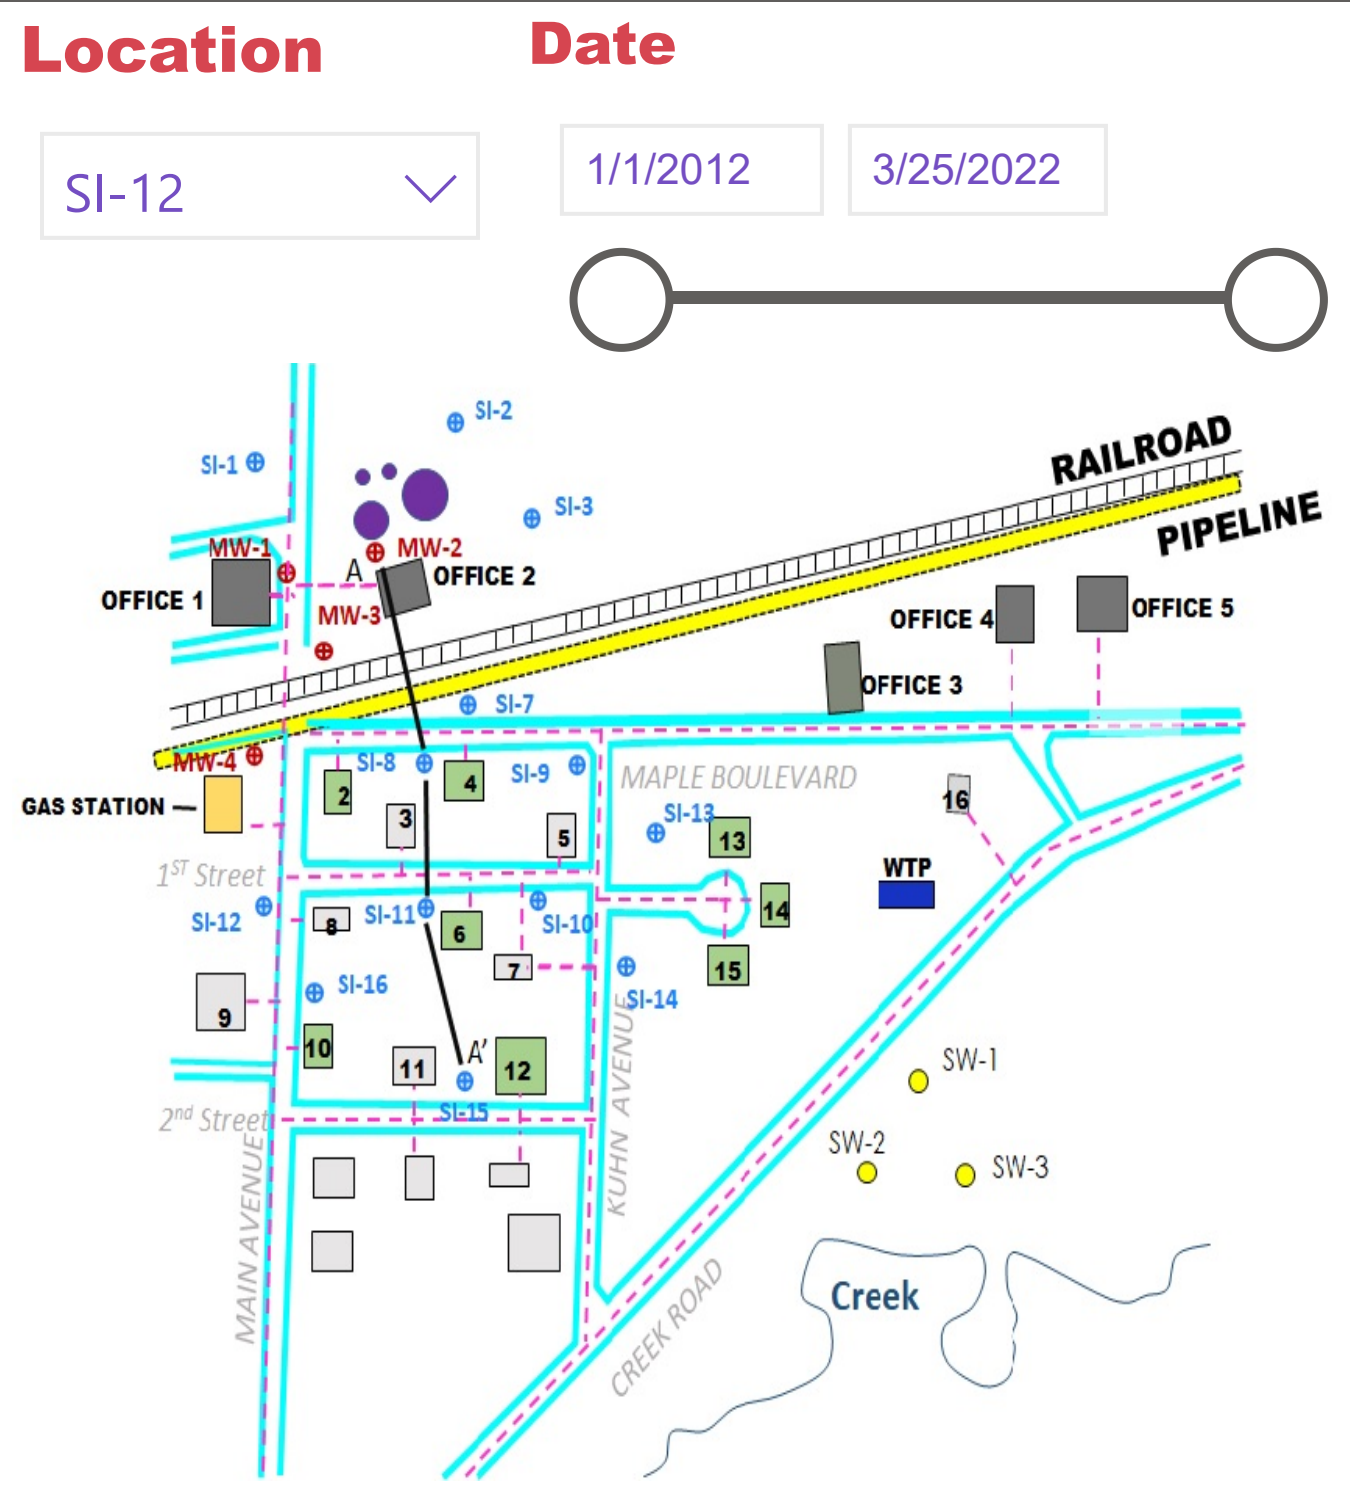 Location
Date
SI-12
1/1/2012
3/25/2022
SI-2
SI-1
SI-3
RAILROAD
PIPELINE
MW-1
MW-2
A
OFFICE 2
OFFICE 1
MW-3
OFFICE 4
OFFICE 5
OFFICE 3
SI-7
MW-4
SI-8
SI-9
MAPLE BOULEVARD
2
4
16
GAS STATION
3
5
SI-13
13
1ST Street
WTP
SI-12
8
SI-11
6
SI-10
14
7
15
SI-16
SI-14
9
10
11
A'
12
SW-1
SI-15
2nd Street
SW-2
SW-3
MAIN AVENUE
KUHN AVENUE
CREEK ROAD
Creek